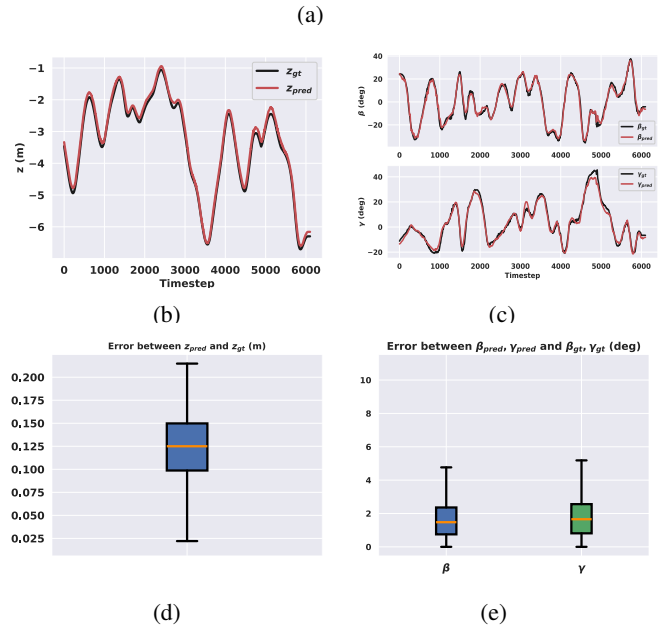 (a)
−1
−2
−3
−4
−5
−6
z (m)
z_gt
z_pred
0 1000 2000 3000 4000 5000 6000
Timestep
40
20
0
−20
β (deg)
β_gt
β_pred
0 1000 2000 3000 4000 5000 6000
40
20
0
−20
γ (deg)
γ_gt
γ_pred
0 1000 2000 3000 4000 5000 6000
Timestep
(b) (c)
Error between z_pred and z_gt (m)
0.200
0.175
0.150
0.125
0.100
0.075
0.050
0.025
Error between β_pred, γ_pred and β_gt, γ_gt (deg)
10
8
6
4
2
0
β γ
(d) (e)